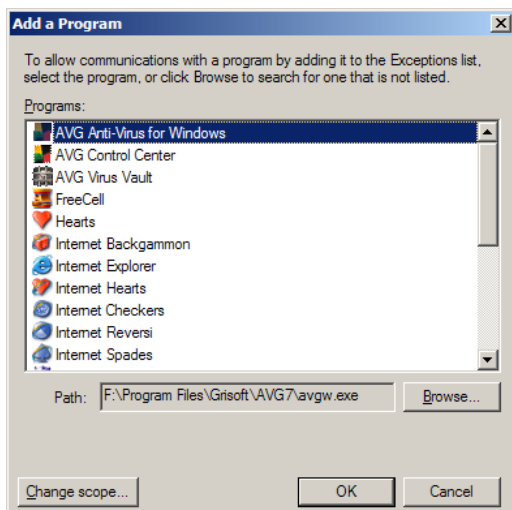 Add a Program
To allow communications with a program by adding it to the Exceptions list,
select the program, or click Browse to search for one that is not listed.
Programs:
AVG Anti-Virus for Windows
AVG Control Center
AVG Virus Vault
FreeCell
Hearts
Internet Backgammon
Internet Explorer
Internet Hearts
Internet Checkers
Internet Reversi
Internet Spades
Path: F:\Program Files\Grisoft\AVG7\avgw.exe Browse...
Change scope... OK Cancel